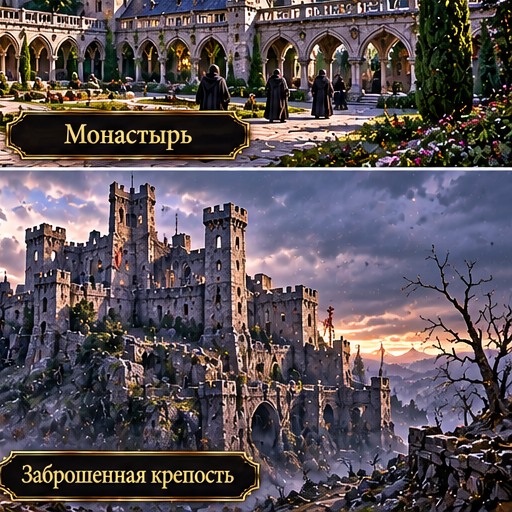 Монастырь
Заброшенная крепость